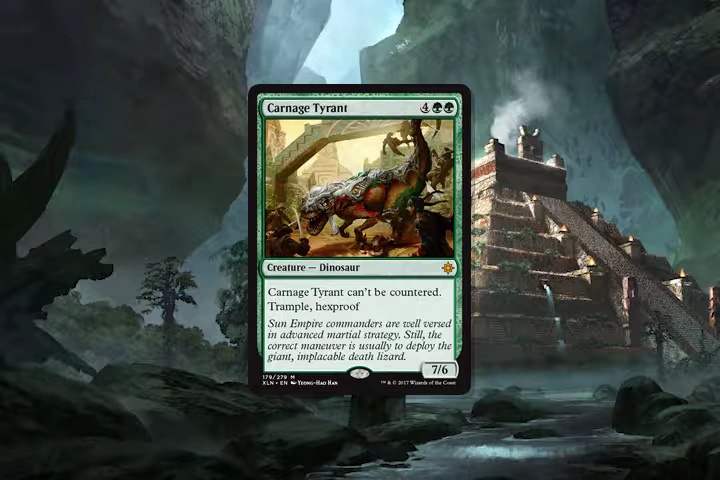 Carnage Tyrant 4
Creature — Dinosaur
Carnage Tyrant can't be countered.
Trample, hexproof
Sun Empire commanders are well versed
in advanced martial strategy. Still, the
correct maneuver is usually to deploy the
giant, implacable death lizard.
7/6
179/279 M
XLN • EN Yeong-Hao Han
™ & © 2017 Wizards of the Coast